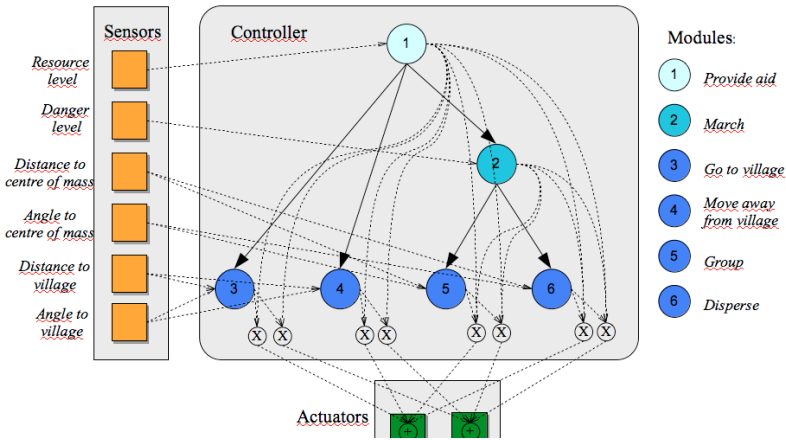 Sensors
Resource
level
Danger
level
Distance to
centre of mass
Angle to
centre of mass
Distance to
village
Angle to
village
Controller
1
2
3
4
5
6
X
X
X
X
X
X
X
X
Actuators
+
+
Modules:
1 Provide aid
2 March
3 Go to village
4 Move away
from village
5 Group
6 Disperse